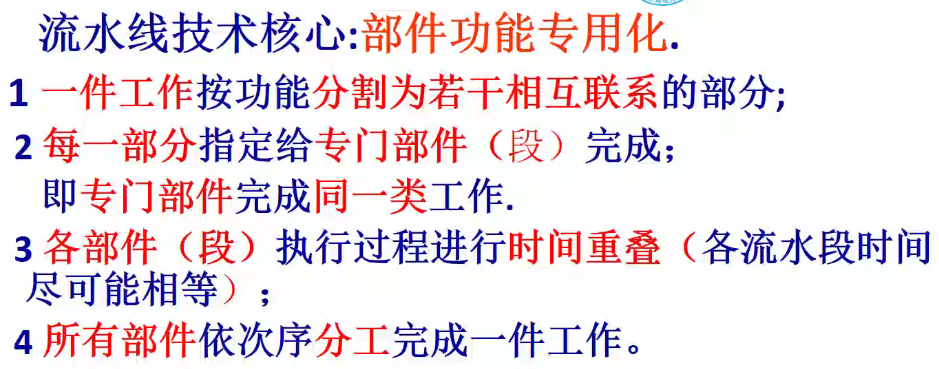 流水线技术核心:部件功能专用化.
1 一件工作按功能分割为若干相互联系的部分;
2 每一部分指定给专门部件（段）完成；
即专门部件完成同一类工作.
3 各部件（段）执行过程进行时间重叠（各流水段时间
尽可能相等）；
4 所有部件依次序分工完成一件工作。